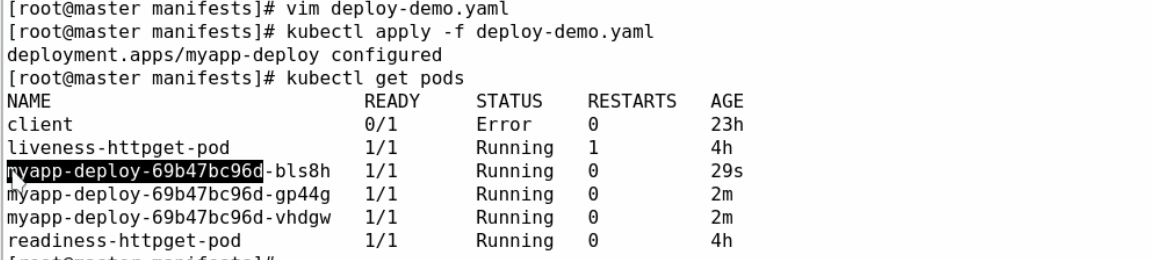 [root@master manifests]# vim deploy-demo.yaml
[root@master manifests]# kubectl apply -f deploy-demo.yaml
deployment.apps/myapp-deploy configured
[root@master manifests]# kubectl get pods
NAME                            READY     STATUS    RESTARTS   AGE
client                          0/1       Error     0          23h
liveness-httpget-pod            1/1       Running   1          4h
myapp-deploy-69b47bc96d-bls8h   1/1       Running   0          29s
myapp-deploy-69b47bc96d-gp44g   1/1       Running   0          2m
myapp-deploy-69b47bc96d-vhdgw   1/1       Running   0          2m
readiness-httpget-pod           1/1       Running   0          4h
[root@master manifests]#